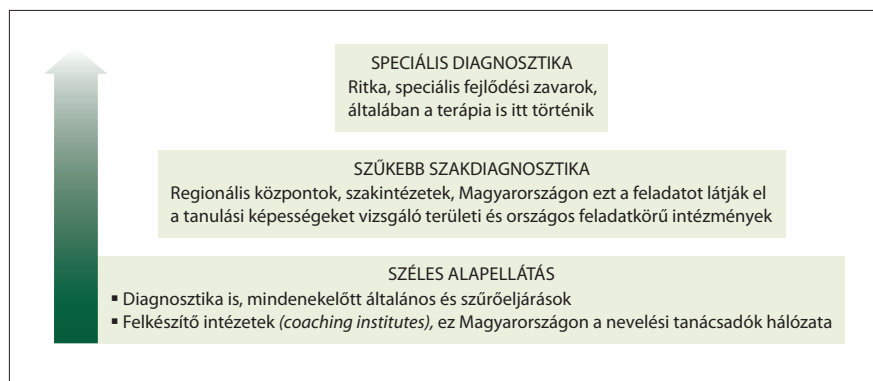 SPECIÁLIS DIAGNOSZTIKA
Ritka, speciális fejlődési zavarok,
általában a terápia is itt történik
SZŰKEBB SZAKDIAGNOSZTIKA
Regionális központok, szakintézetek, Magyarországon ezt a feladatot látják el
a tanulási képességeket vizsgáló területi és országos feladatkörű intézmények
SZÉLES ALAPELLÁTÁS
▪ Diagnosztika is, mindenekelőtt általános és szűrőeljárások
▪ Felkészítő intézetek (coaching institutes), ez Magyarországon a nevelési tanácsadók hálózata